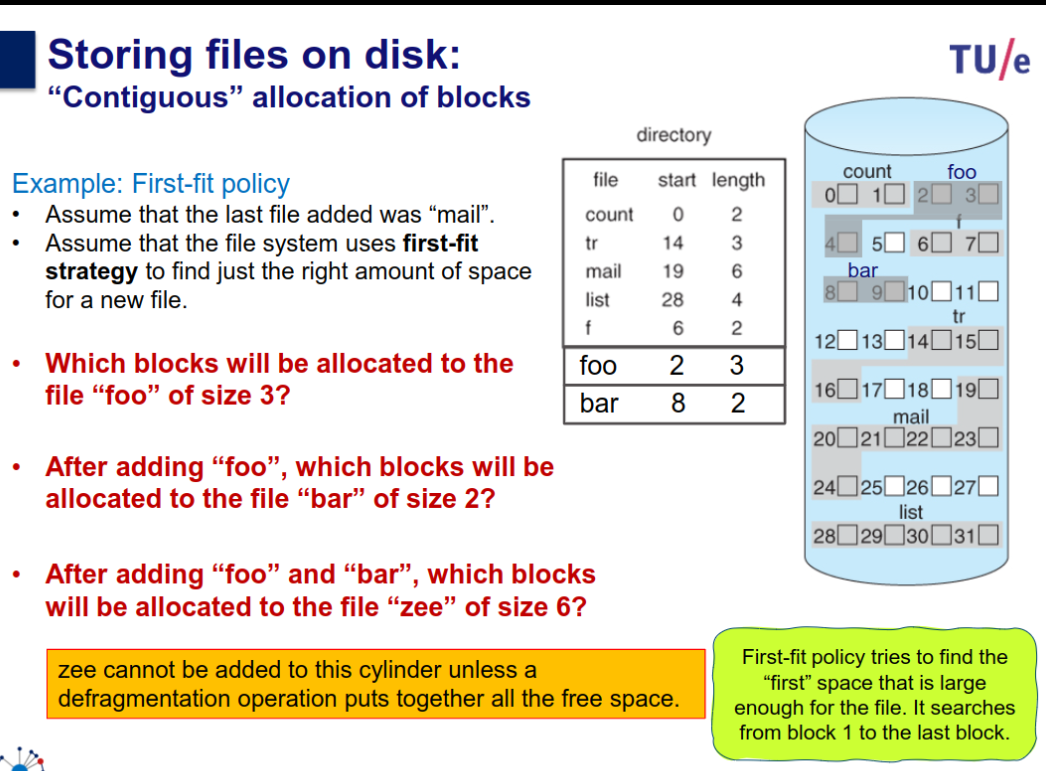 Storing files on disk:
“Contiguous” allocation of blocks
TU/e
Example: First-fit policy
• Assume that the last file added was “mail”.
• Assume that the file system uses first-fit
strategy to find just the right amount of space
for a new file.
• Which blocks will be allocated to the
file “foo” of size 3?
• After adding “foo”, which blocks will be
allocated to the file “bar” of size 2?
• After adding “foo” and “bar”, which blocks
will be allocated to the file “zee” of size 6?
zee cannot be added to this cylinder unless a
defragmentation operation puts together all the free space.
directory
file start length
count 0 2
tr 14 3
mail 19 6
list 28 4
f 6 2
foo 2 3
bar 8 2
count foo
0 1 2 3
f
4 5 6 7
bar
8 9 10 11
tr
12 13 14 15
16 17 18 19
mail
20 21 22 23
24 25 26 27
list
28 29 30 31
First-fit policy tries to find the
“first” space that is large
enough for the file. It searches
from block 1 to the last block.